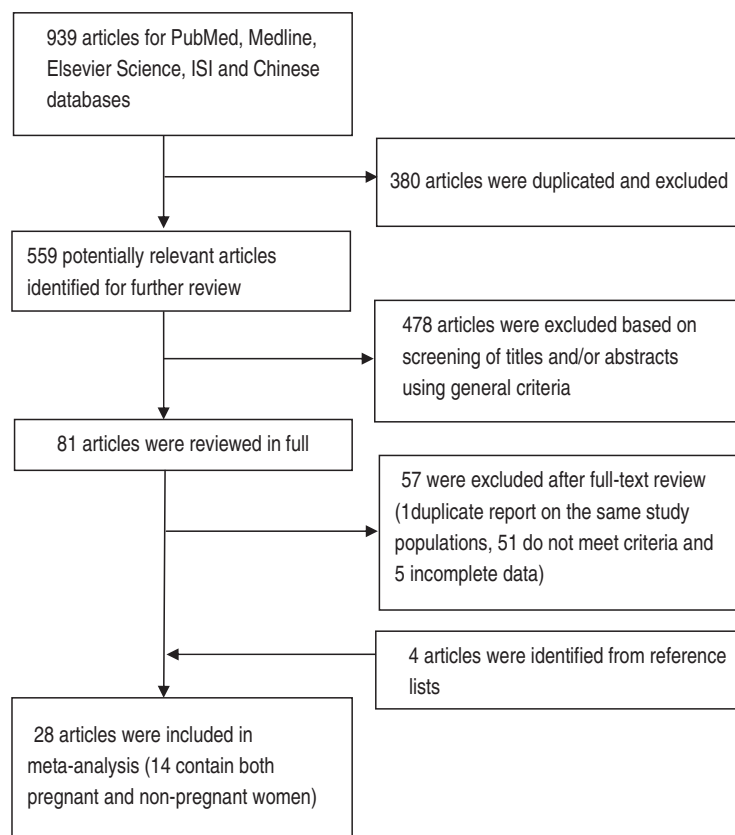 939 articles for PubMed, Medline,
Elsevier Science, ISI and Chinese
databases
380 articles were duplicated and excluded
559 potentially relevant articles
identified for further review
478 articles were excluded based on
screening of titles and/or abstracts
using general criteria
81 articles were reviewed in full
57 were excluded after full-text review
(1duplicate report on the same study
populations, 51 do not meet criteria and
5 incomplete data)
4 articles were identified from reference
lists
28 articles were included in
meta-analysis (14 contain both
pregnant and non-pregnant women)